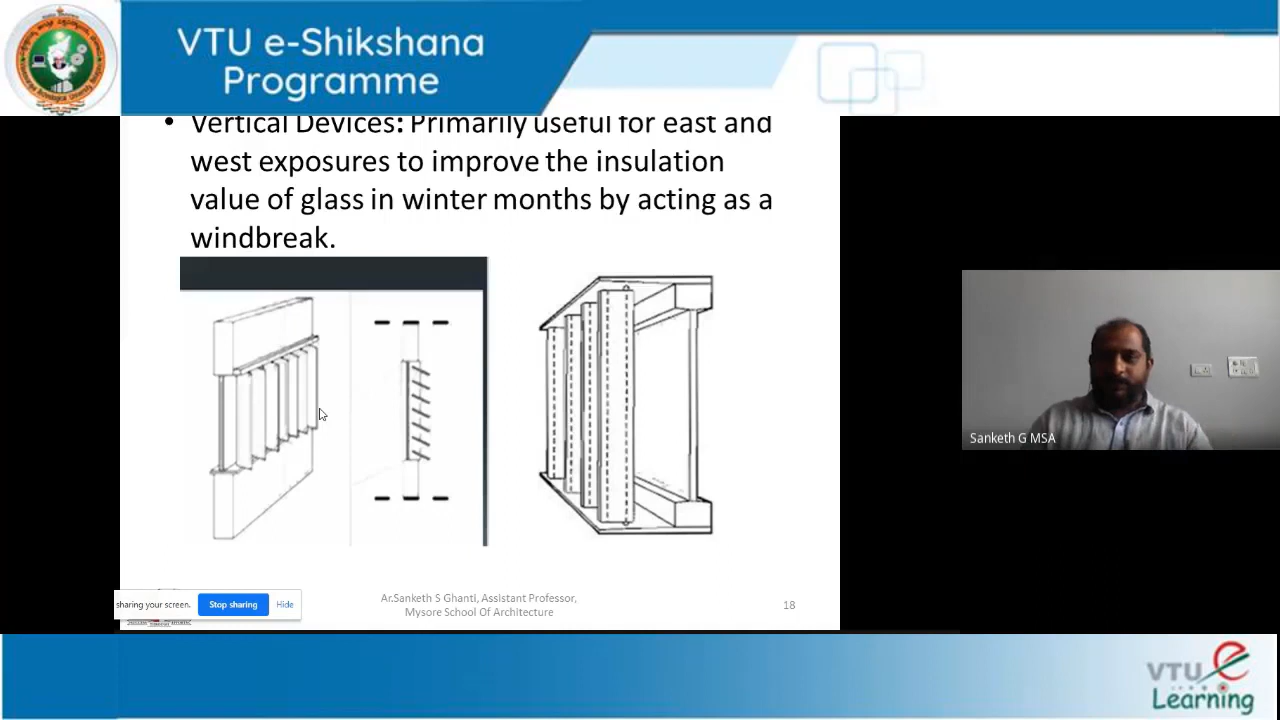 VTU e-Shikshana
Programme
• Vertical Devices: Primarily useful for east and
west exposures to improve the insulation
value of glass in winter months by acting as a
windbreak.
Sanketh G MSA
sharing your screen. Stop sharing Hide
Ar.Sanketh S Ghanti, Assistant Professor,
Mysore School Of Architecture
18
VTU e
Learning